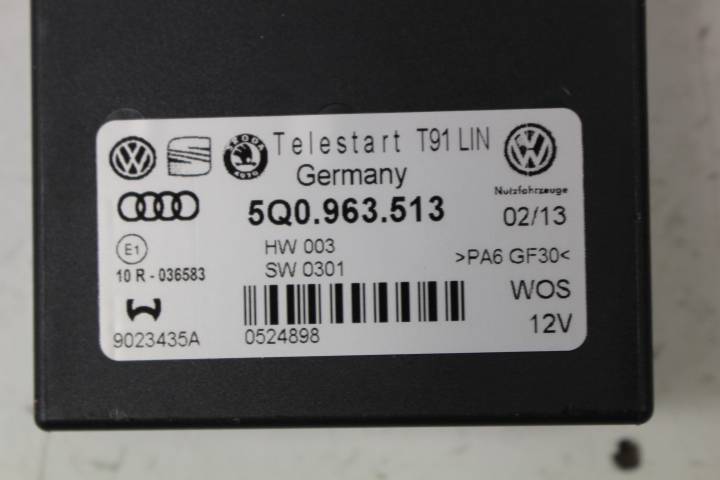 Telestart T91 LIN
Germany
Nutzfahrzeuge
5Q0.963.513
02/13
E1
HW 003
10 R - 036583
SW 0301
>PA6 GF30<
WOS
9023435A
0524898
12V